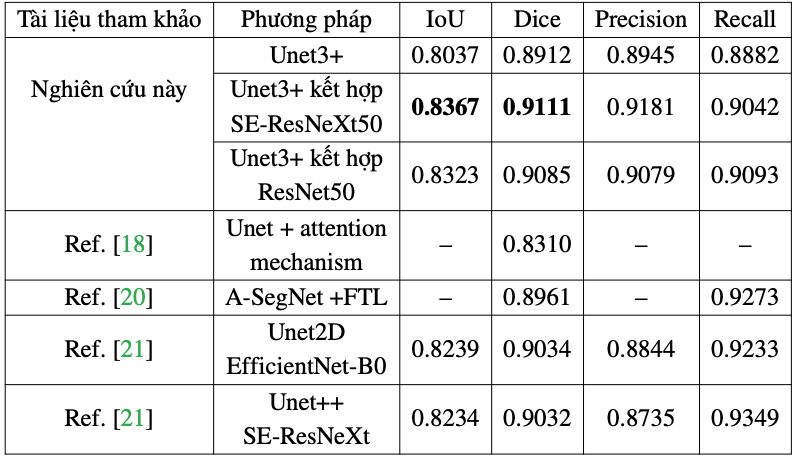 Tài liệu tham khảo Phương pháp IoU Dice Precision Recall
Nghiên cứu này
Unet3+ 0.8037 0.8912 0.8945 0.8882
Unet3+ kết hợp
SE-ResNeXt50 0.8367 0.9111 0.9181 0.9042
Unet3+ kết hợp
ResNet50 0.8323 0.9085 0.9079 0.9093
Ref. [18] Unet + attention
mechanism – 0.8310 – –
Ref. [20] A-SegNet +FTL – 0.8961 – 0.9273
Ref. [21] Unet2D
EfficientNet-B0 0.8239 0.9034 0.8844 0.9233
Ref. [21] Unet++
SE-ResNeXt 0.8234 0.9032 0.8735 0.9349